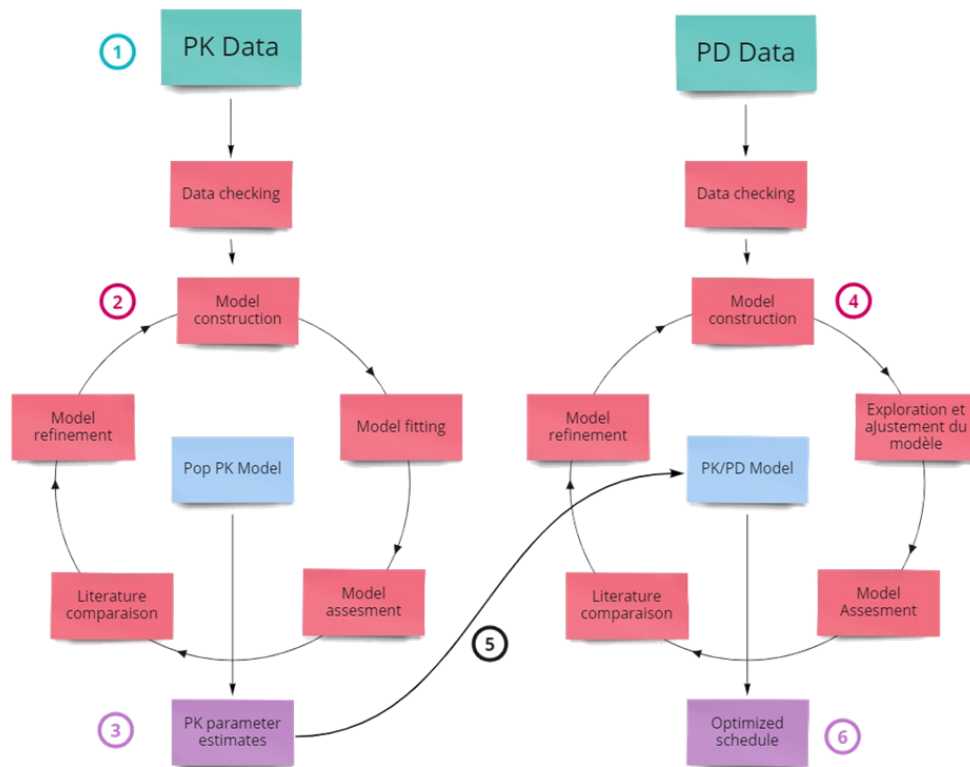 1
PK Data
PD Data
Data checking
Data checking
2
Model
construction
Model
construction
4
Model
refinement
Model fitting
Model
refinement
Exploration et
aJustement du
modèle
Pop PK Model
PK/PD Model
Literature
comparaison
Model
assesment
Literature
comparaison
Model
Assesment
5
3
PK parameter
estimates
Optimized
schedule
6